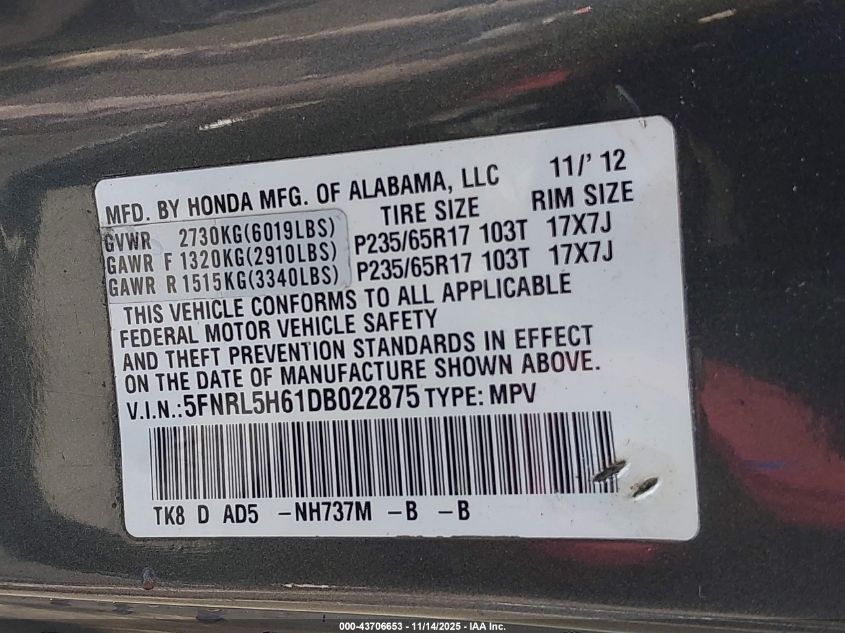 MFD. BY HONDA MFG. OF ALABAMA, LLC 11/' 12
TIRE SIZE RIM SIZE
GVWR 2730KG(6019LBS)
GAWR F 1320KG(2910LBS) P235/65R17 103T 17X7J
GAWR R 1515KG(3340LBS) P235/65R17 103T 17X7J
THIS VEHICLE CONFORMS TO ALL APPLICABLE
FEDERAL MOTOR VEHICLE SAFETY
AND THEFT PREVENTION STANDARDS IN EFFECT
ON THE DATE OF MANUFACTURE SHOWN ABOVE.
V.I.N.:5FNRL5H61DB022875 TYPE: MPV
TK8 D AD5 -NH737M -B -B
000-43706653 - 11/14/2025 - IAA Inc.